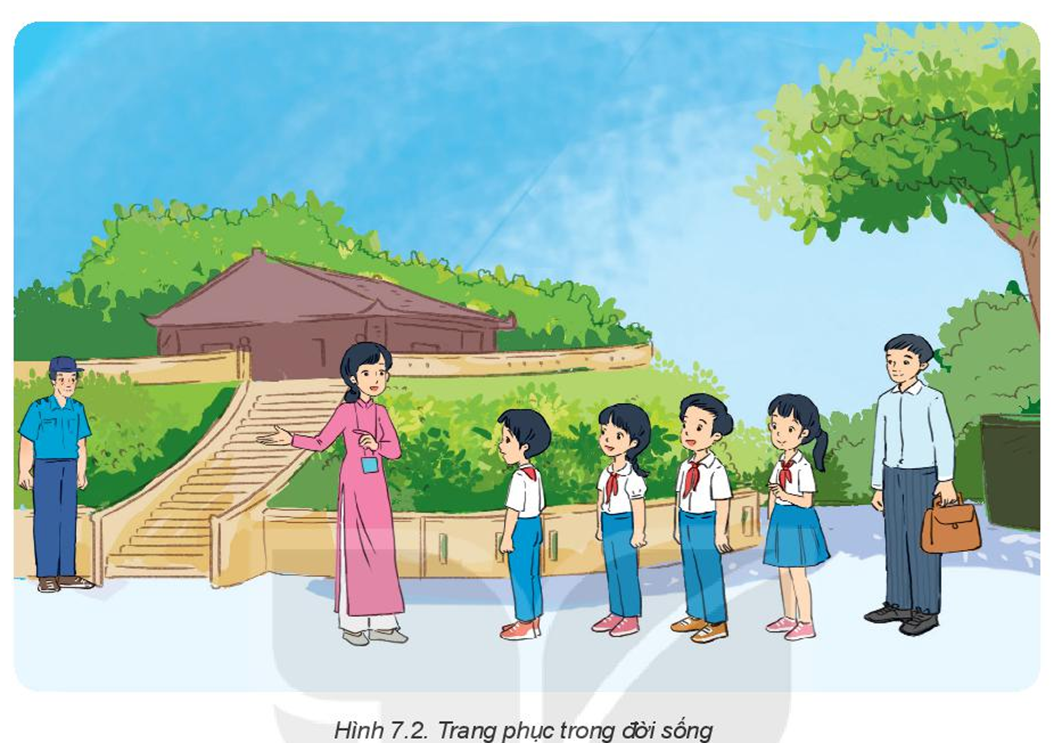 Hình 7.2. Trang phục trong đời sống